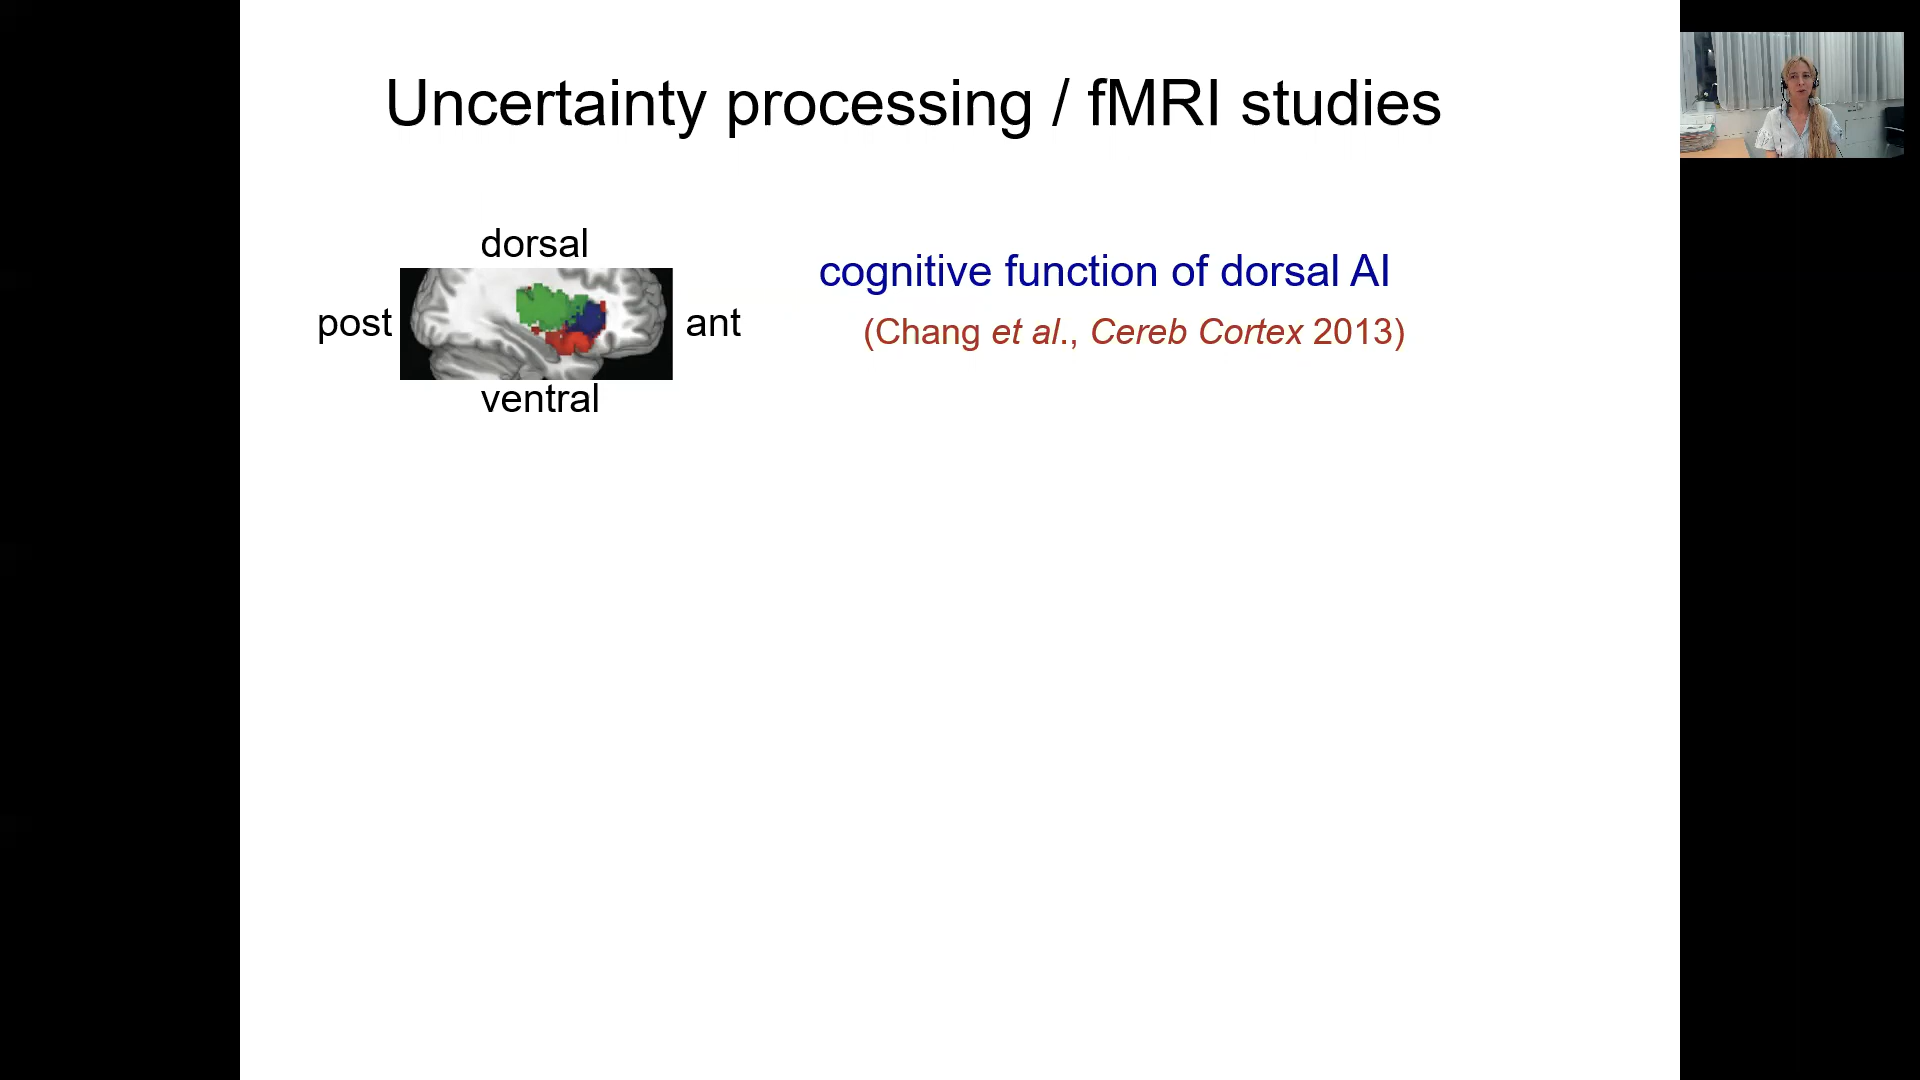 Uncertainty processing / fMRI studies
dorsal
cognitive function of dorsal AI
post
ant
(Chang et al., Cereb Cortex 2013)
ventral